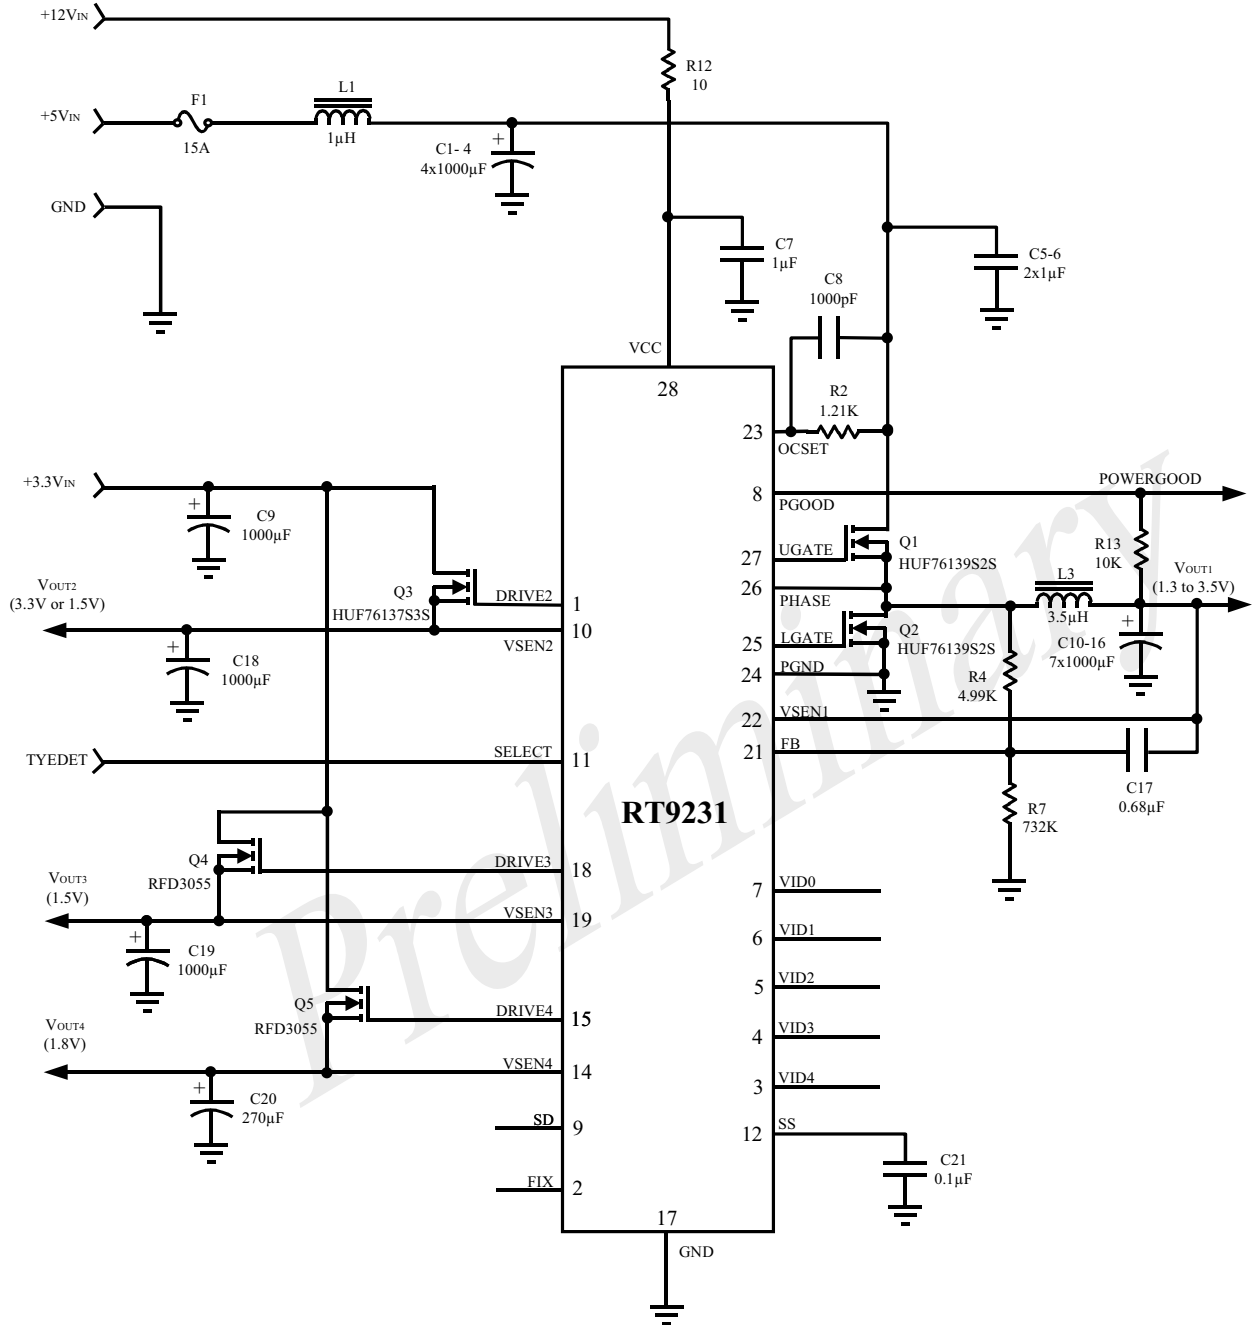 +12VIN
R12
10
+5VIN
F1
15A
L1
1µH
+
C1-4
4x1000µF
GND
C7
1µF
C5-6
2x1µF
C8
1000pF
VCC
28
R2
1.21K
23
OCSET
+3.3VIN
+
C9
1000µF
8
PGOOD
POWERGOOD
27
UGATE
Q1
HUF76139S2S
R13
10K
VOUT2
(3.3V or 1.5V)
Q3
HUF76137S3S
DRIVE2
1
10
VSEN2
26
PHASE
L3
3.5µH
VOUT1
(1.3 to 3.5V)
25
LGATE
Q2
HUF76139S2S
+
C10-16
7x1000µF
+
C18
1000µF
24
PGND
R4
4.99K
22
VSEN1
21
FB
C17
0.68µF
TYEDET
SELECT
11
RT9231
R7
732K
Q4
RFD3055
DRIVE3
18
VOUT3
(1.5V)
VSEN3
19
+
C19
1000µF
7
VID0
6
VID1
5
VID2
4
VID3
3
VID4
Q5
RFD3055
DRIVE4
15
VOUT4
(1.8V)
VSEN4
14
+
C20
270µF
SD
9
FIX
2
12
SS
C21
0.1µF
17
GND
Preliminary